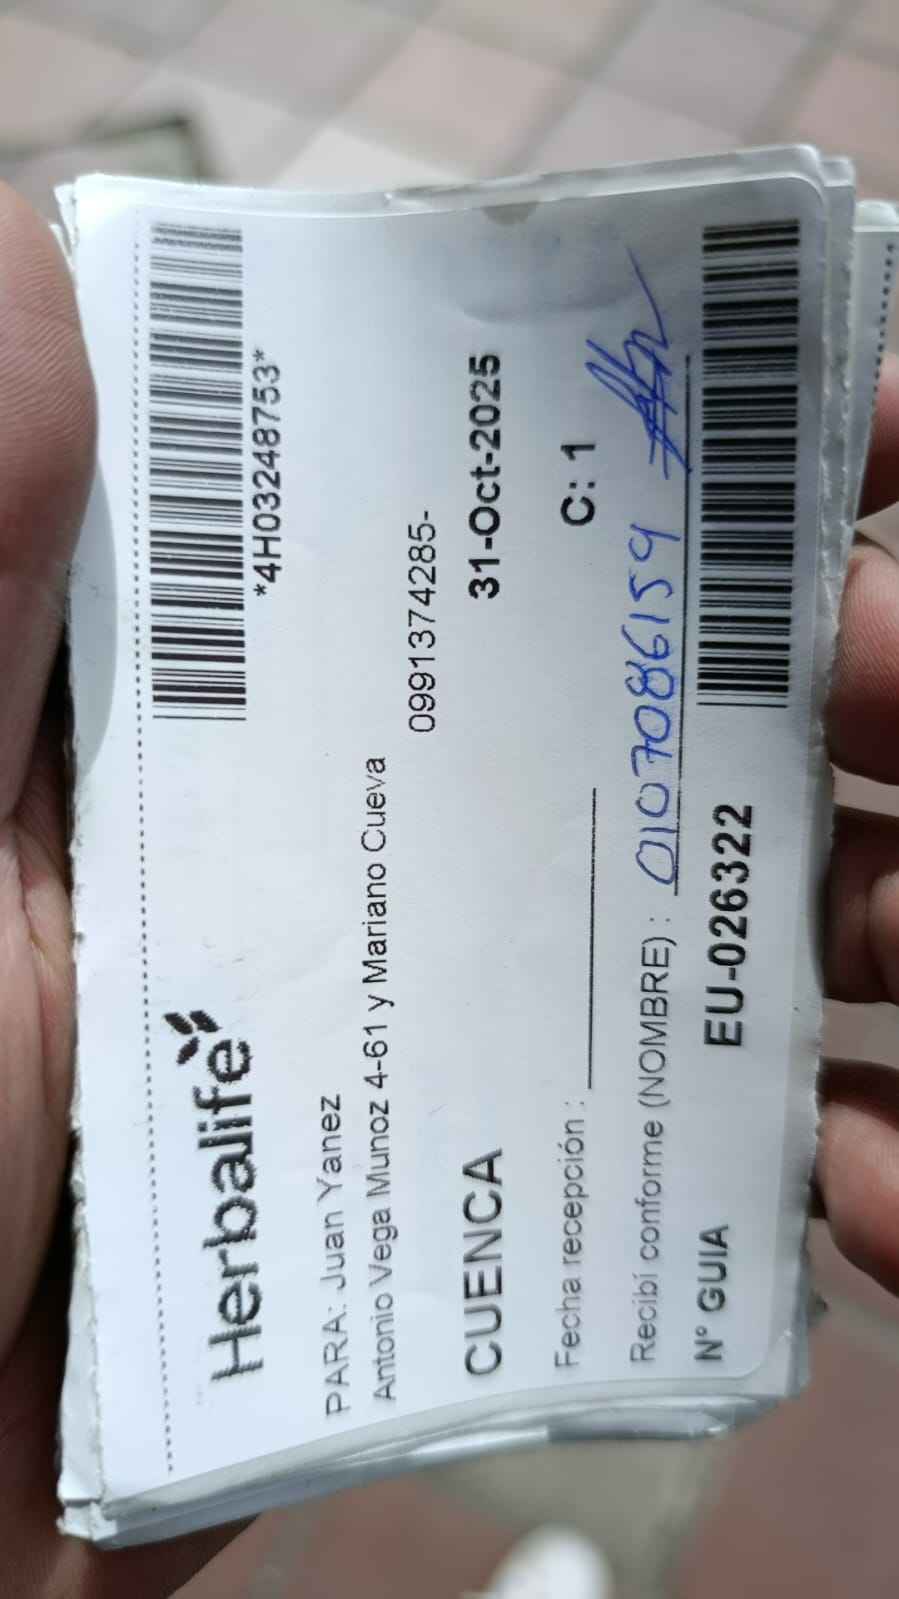 Herbalife
*4H03248753*
PARA: Juan Yanez
Antonio Vega Munoz 4-61 y Mariano Cueva
0991374285-
CUENCA 31-Oct-2025
Fecha recepción : C: 1
Recibí conforme (NOMBRE) : 0107086159
N° GUIA EU-026322